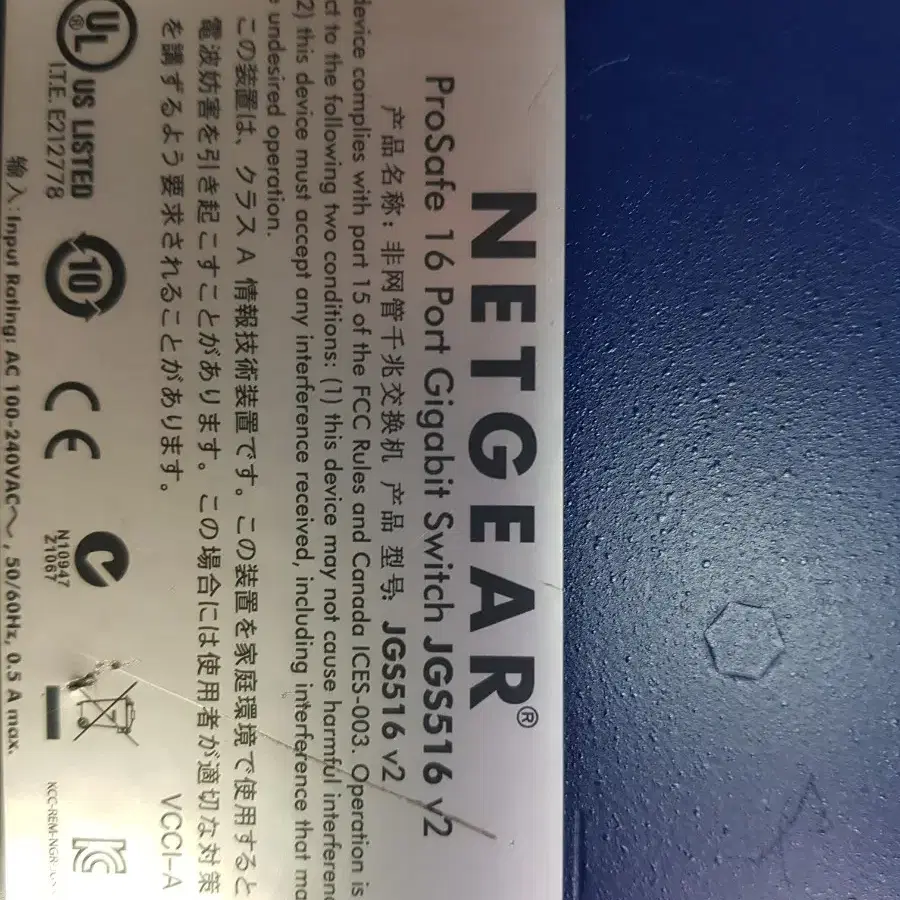 NETGEAR®
ProSafe 16 Port Gigabit Switch JGS516 v2
产品名称: 非网管千兆交换机 产品 型号: JGS516 v2
device complies with part 15 of the FCC Rules and Canada ICES-003. Operation is
to the following two conditions: (1) this device may not cause harmful
2) this device must accept any interference received, including interference that
undesired operation.
この装置は、クラス A 情報技術装置です。この装置を家庭環境で使用すると
電波妨害を引き起こすことがあります。この場合には使用者が適切な対策
を講ずるよう要求されることがあります。
VCCI-A
UL® US LISTED
I.T.E. E212778
10
CE
N10947
Z1067
输入: Input Rating: AC 100-240VAC～, 50/60Hz, 0.5 A max.